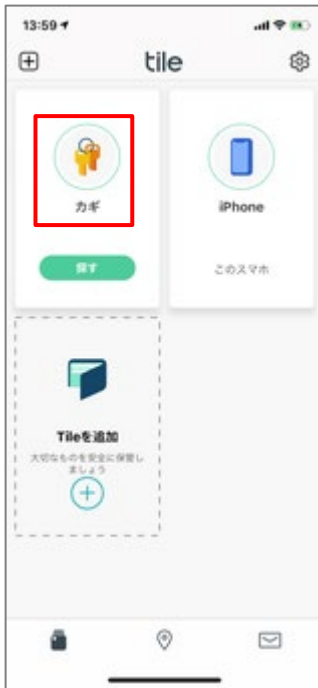 13:59
tile
カギ
iPhone
探す
このスマホ
Tileを追加
大切なものを安全に保管し
ましょう